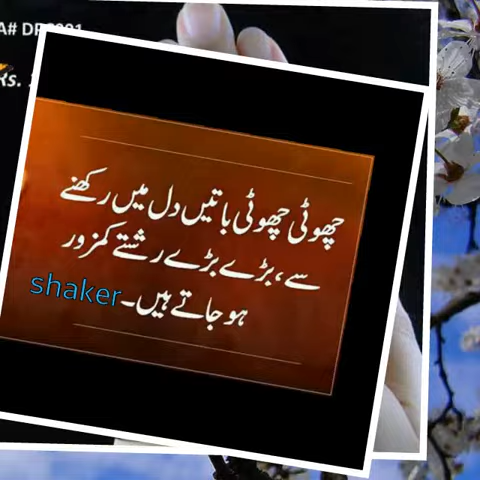 چھوٹی چھوٹی باتیں دل میں رکھنے
سے، بڑے بڑے رشتے کمزور
ہو جاتے ہیں۔
shaker